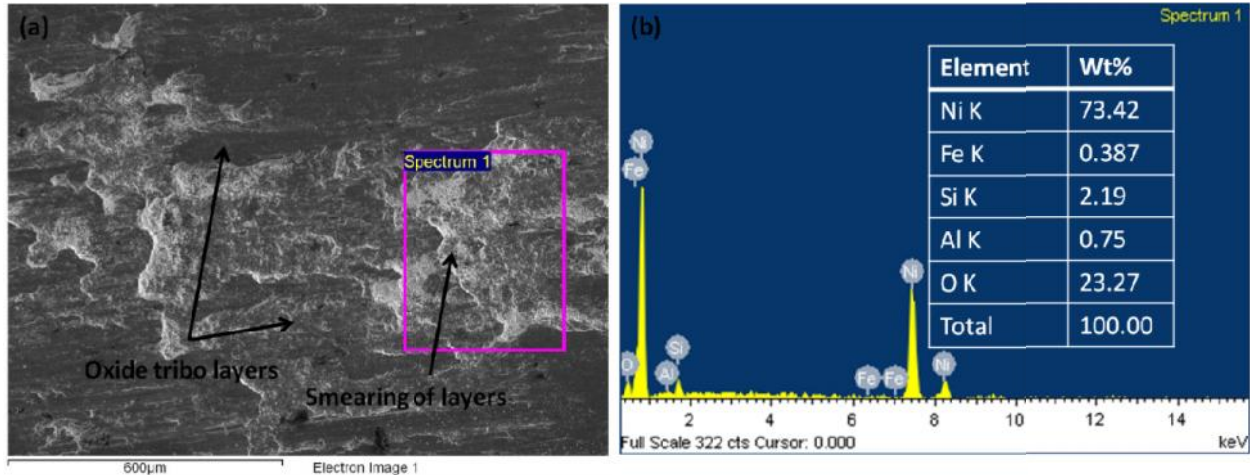 (a)
Spectrum 1
Oxide tribo layers
Smearing of layers
600µm
Electron Image 1
(b)
Spectrum 1
Element Wt%
Ni K 73.42
Fe K 0.387
Si K 2.19
Al K 0.75
O K 23.27
Total 100.00
Ni
Fe
O
Al
Si
Fe
Fe
Ni
Ni
2 4 6 8 10 12 14
Full Scale 322 cts Cursor: 0.000
keV